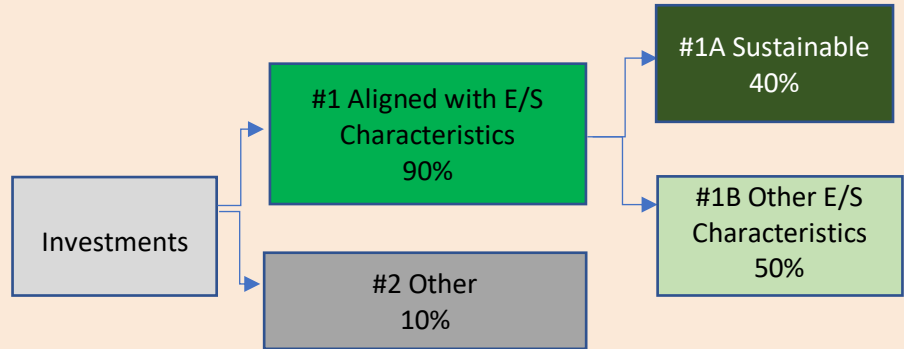 Investments
#1 Aligned with E/S
Characteristics
90%
#2 Other
10%
#1A Sustainable
40%
#1B Other E/S
Characteristics
50%